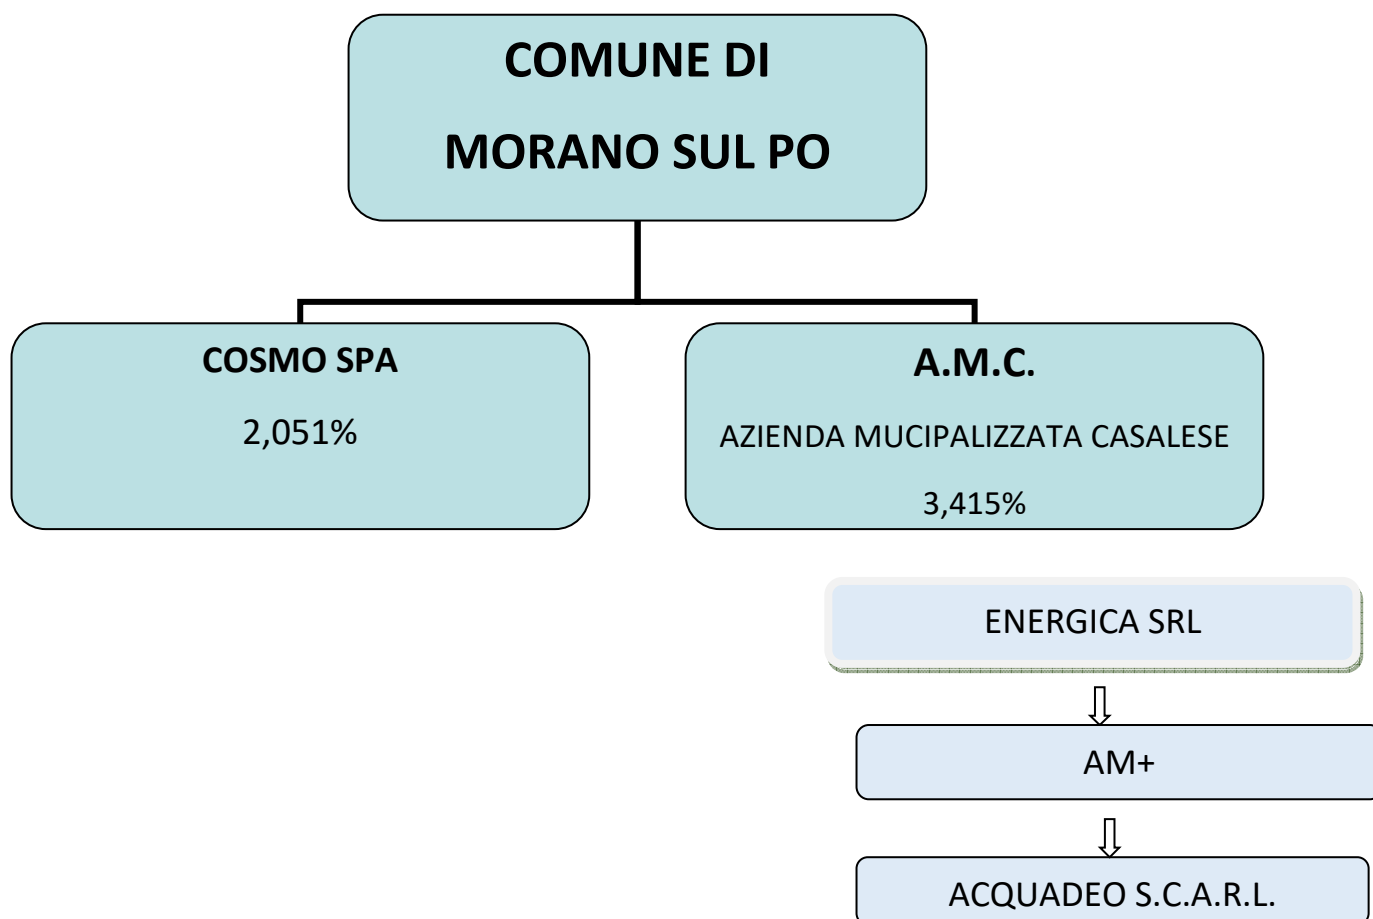 COMUNE DI
MORANO SUL PO
COSMO SPA
2,051%
A.M.C.
AZIENDA MUCIPALIZZATA CASALESE
3,415%
ENERGICA SRL
AM+
ACQUADEO S.C.A.R.L.